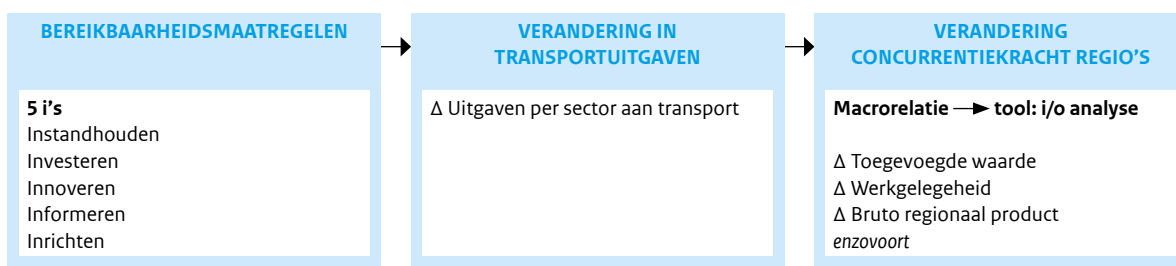 BEREIKBAARHEIDSMAATREGELEN
5 i's
Instandhouden
Investeren
Innoveren
Informeren
Inrichten
VERANDERING IN
TRANSPORTUITGAVEN
Δ Uitgaven per sector aan transport
VERANDERING
CONCURRENTIEKRACHT REGIO'S
Macrorelatie → tool: i/o analyse
Δ Toegevoegde waarde
Δ Werkgelegeheid
Δ Bruto regionaal product
enzovoort